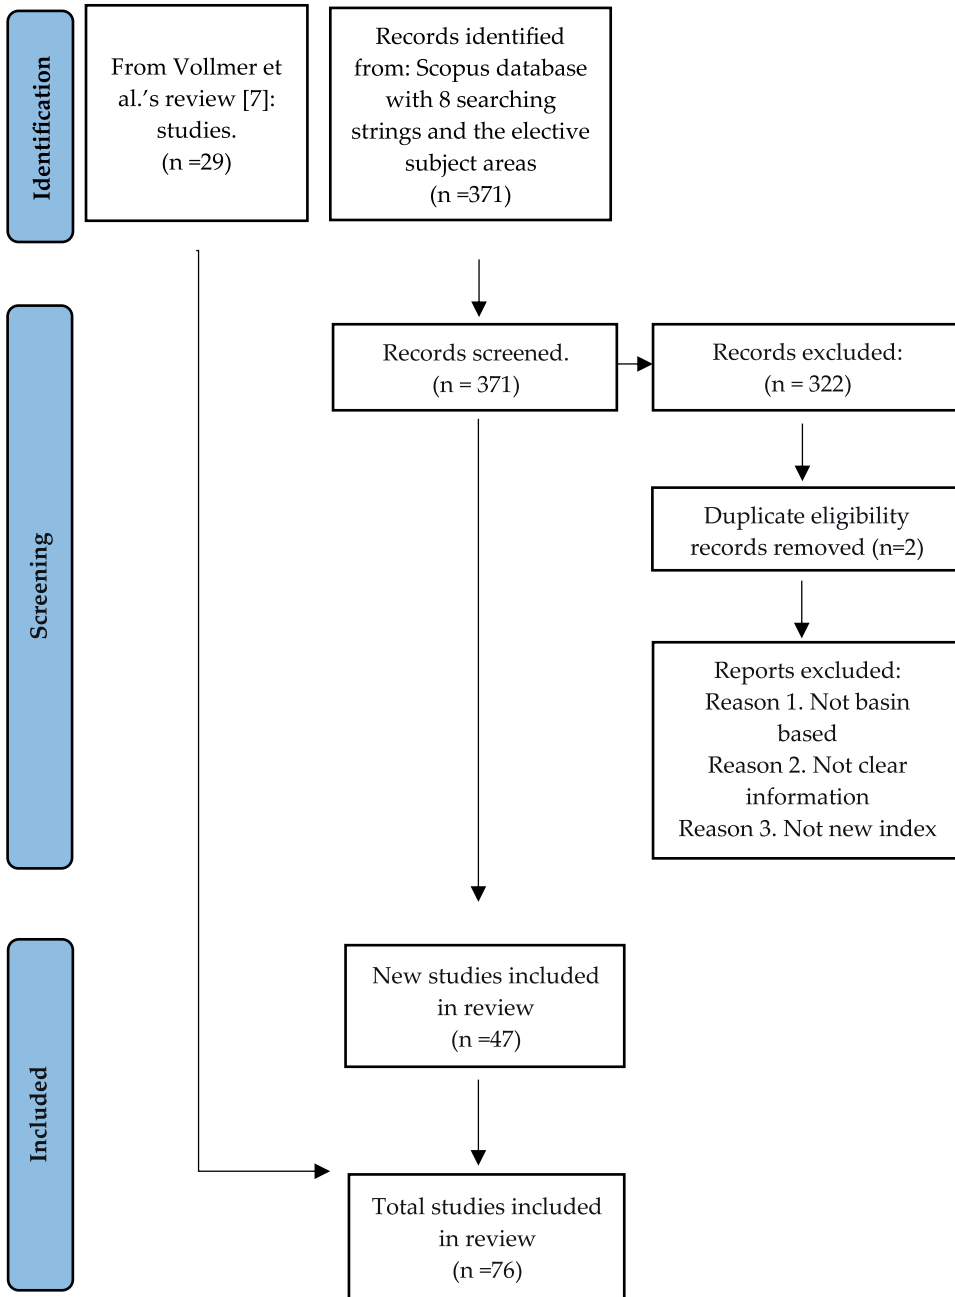 Identification
From Vollmer et
al.’s review [7]:
studies.
(n =29)
Records identified
from: Scopus database
with 8 searching
strings and the elective
subject areas
(n =371)
Screening
Records screened.
(n = 371)
Records excluded:
(n = 322)
Duplicate eligibility
records removed (n=2)
Reports excluded:
Reason 1. Not basin
based
Reason 2. Not clear
information
Reason 3. Not new index
Included
New studies included
in review
(n =47)
Total studies included
in review
(n =76)